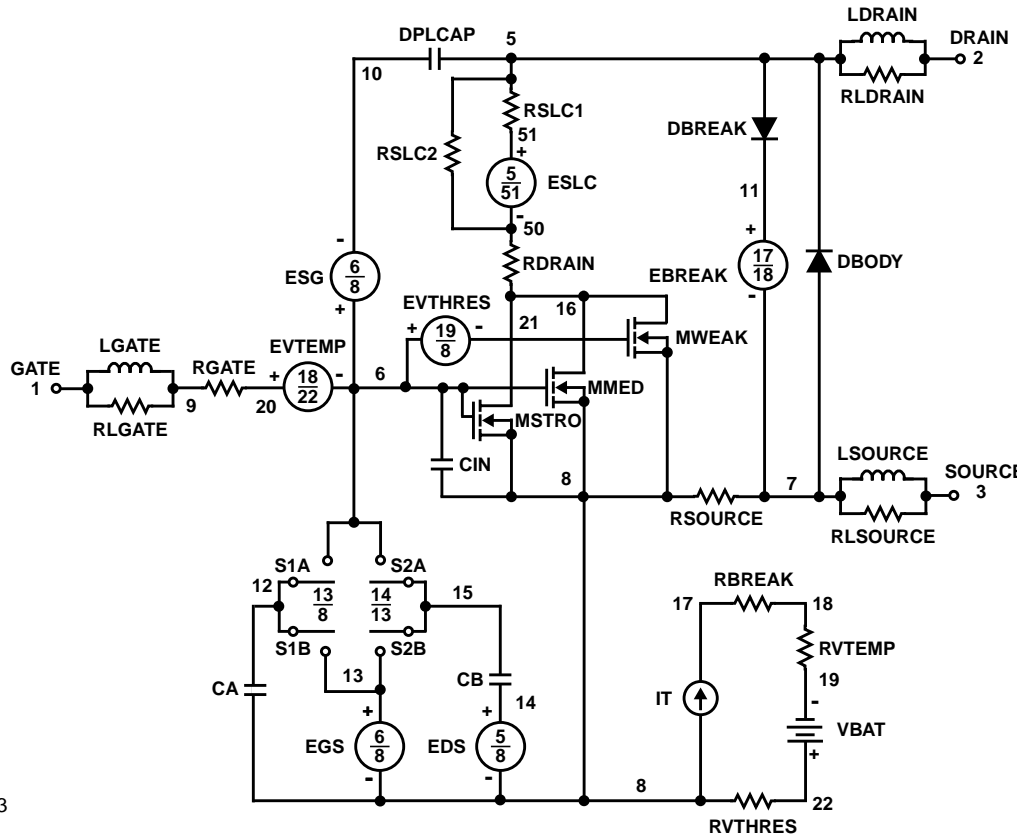 LDRAIN
DPLCAP
5
DRAIN
2
10
RLDRAIN
RSLC1
DBREAK
51
RSLC2
+
5
51
ESLC
11
-
50
-
+
RDRAIN
6
8
ESG
17
18
EBREAK
DBODY
+
EVTHRES
16
-
+
19
8
-
21
MWEAK
LGATE
EVTEMP
GATE
1
RGATE
+
18
22
-
6
MMED
9
20
MSTRO
RLGATE
LSOURCE
CIN
8
7
SOURCE
3
RSOURCE
RLSOURCE
S1A
S2A
12
13
8
14
13
15
RBREAK
17
18
S1B
S2B
RVTEMP
13
CB
CA
19
14
IT
-
+
+
VBAT
EGS
6
8
EDS
5
8
+
-
-
8
22
3
RVTHRES